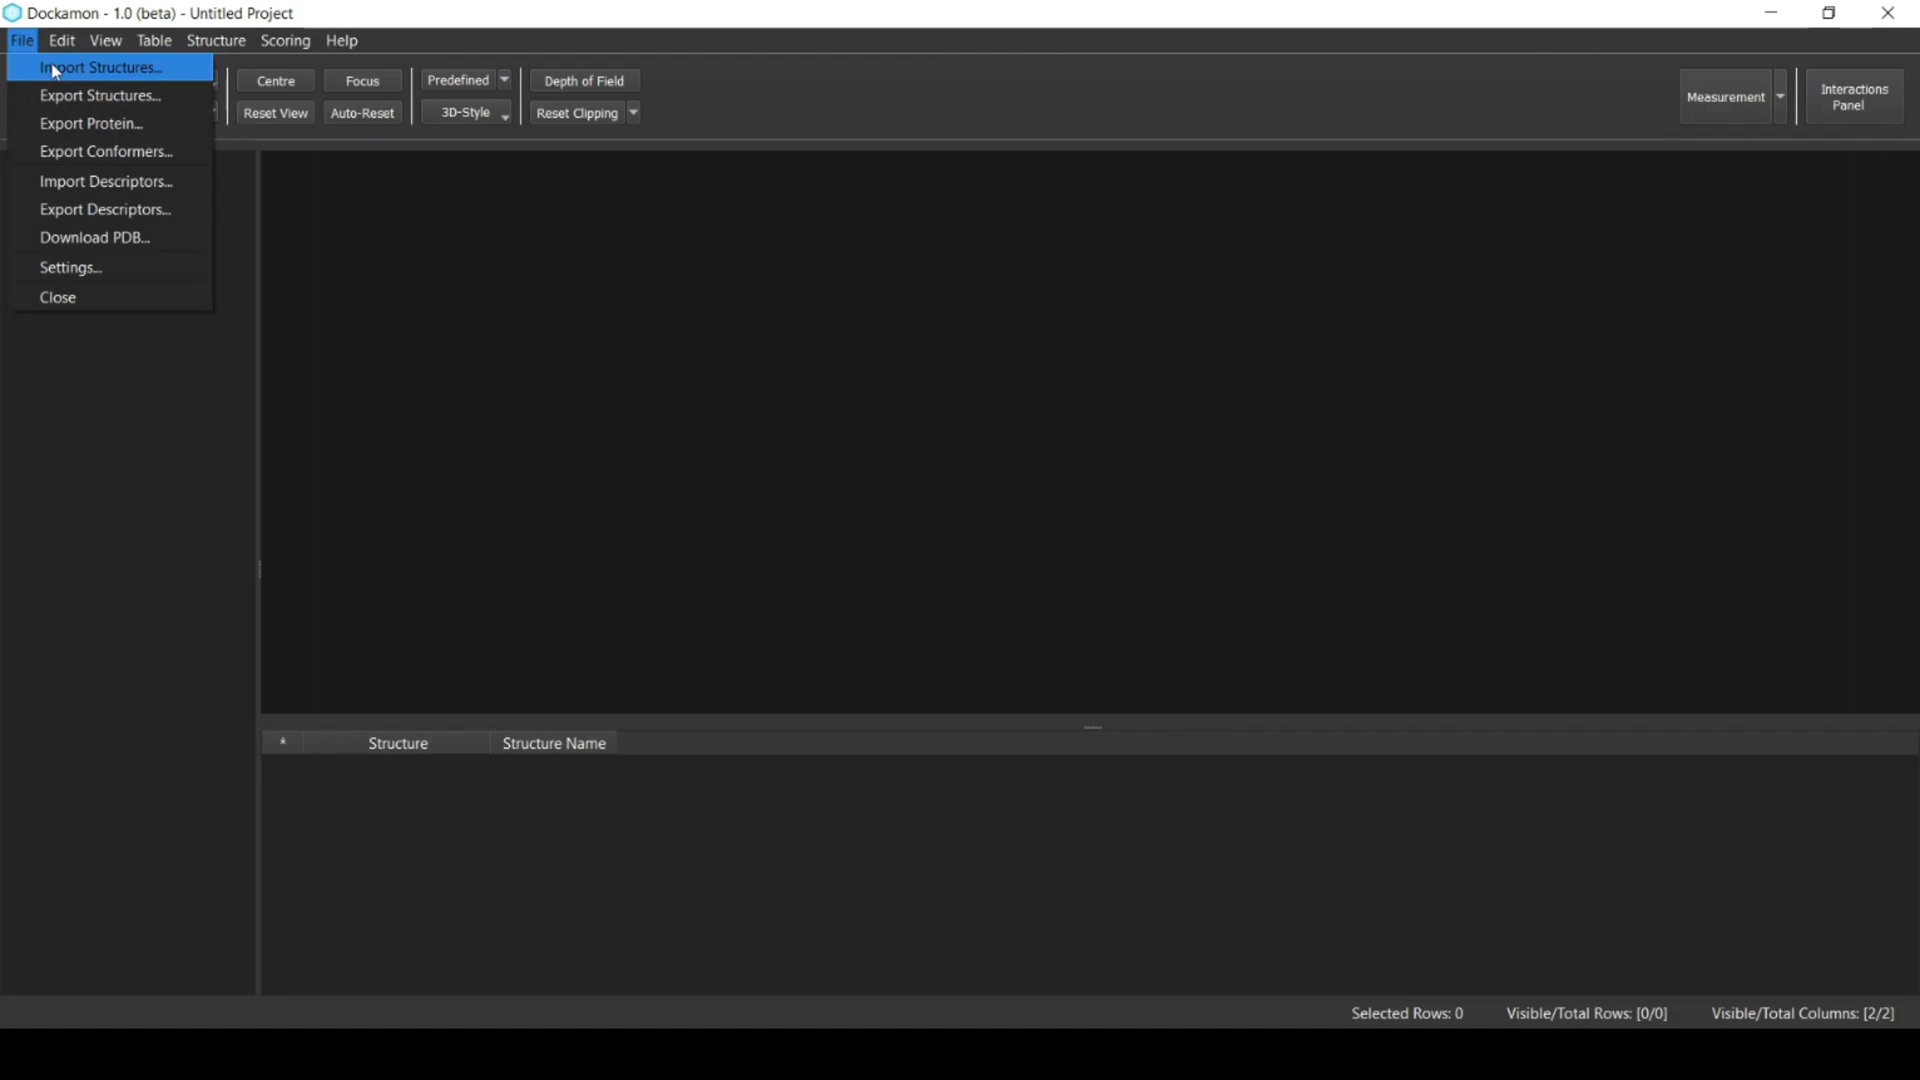 Dockamon - 1.0 (beta) - Untitled Project
File Edit View Table Structure Scoring Help
Import Structures...
Export Structures...
Export Protein...
Export Conformers...
Import Descriptors...
Export Descriptors...
Download PDB...
Settings...
Close
Centre Focus Predefined Depth of Field
Reset View Auto-Reset 3D-Style Reset Clipping
Measurement
Interactions
Panel
* Structure Structure Name
Selected Rows: 0 Visible/Total Rows: [0/0] Visible/Total Columns: [2/2]